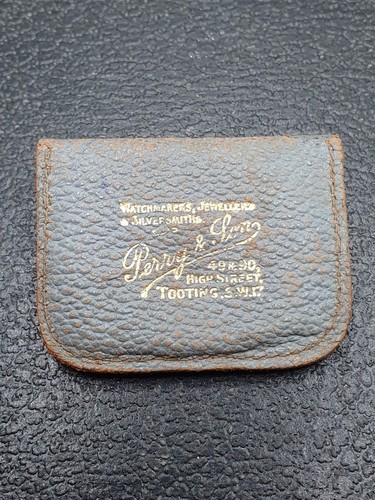 WATCHMAKERS, JEWELLERS
& SILVERSMITHS.
Perry & Son
49 & 90,
HIGH STREET,
TOOTING, S.W.17